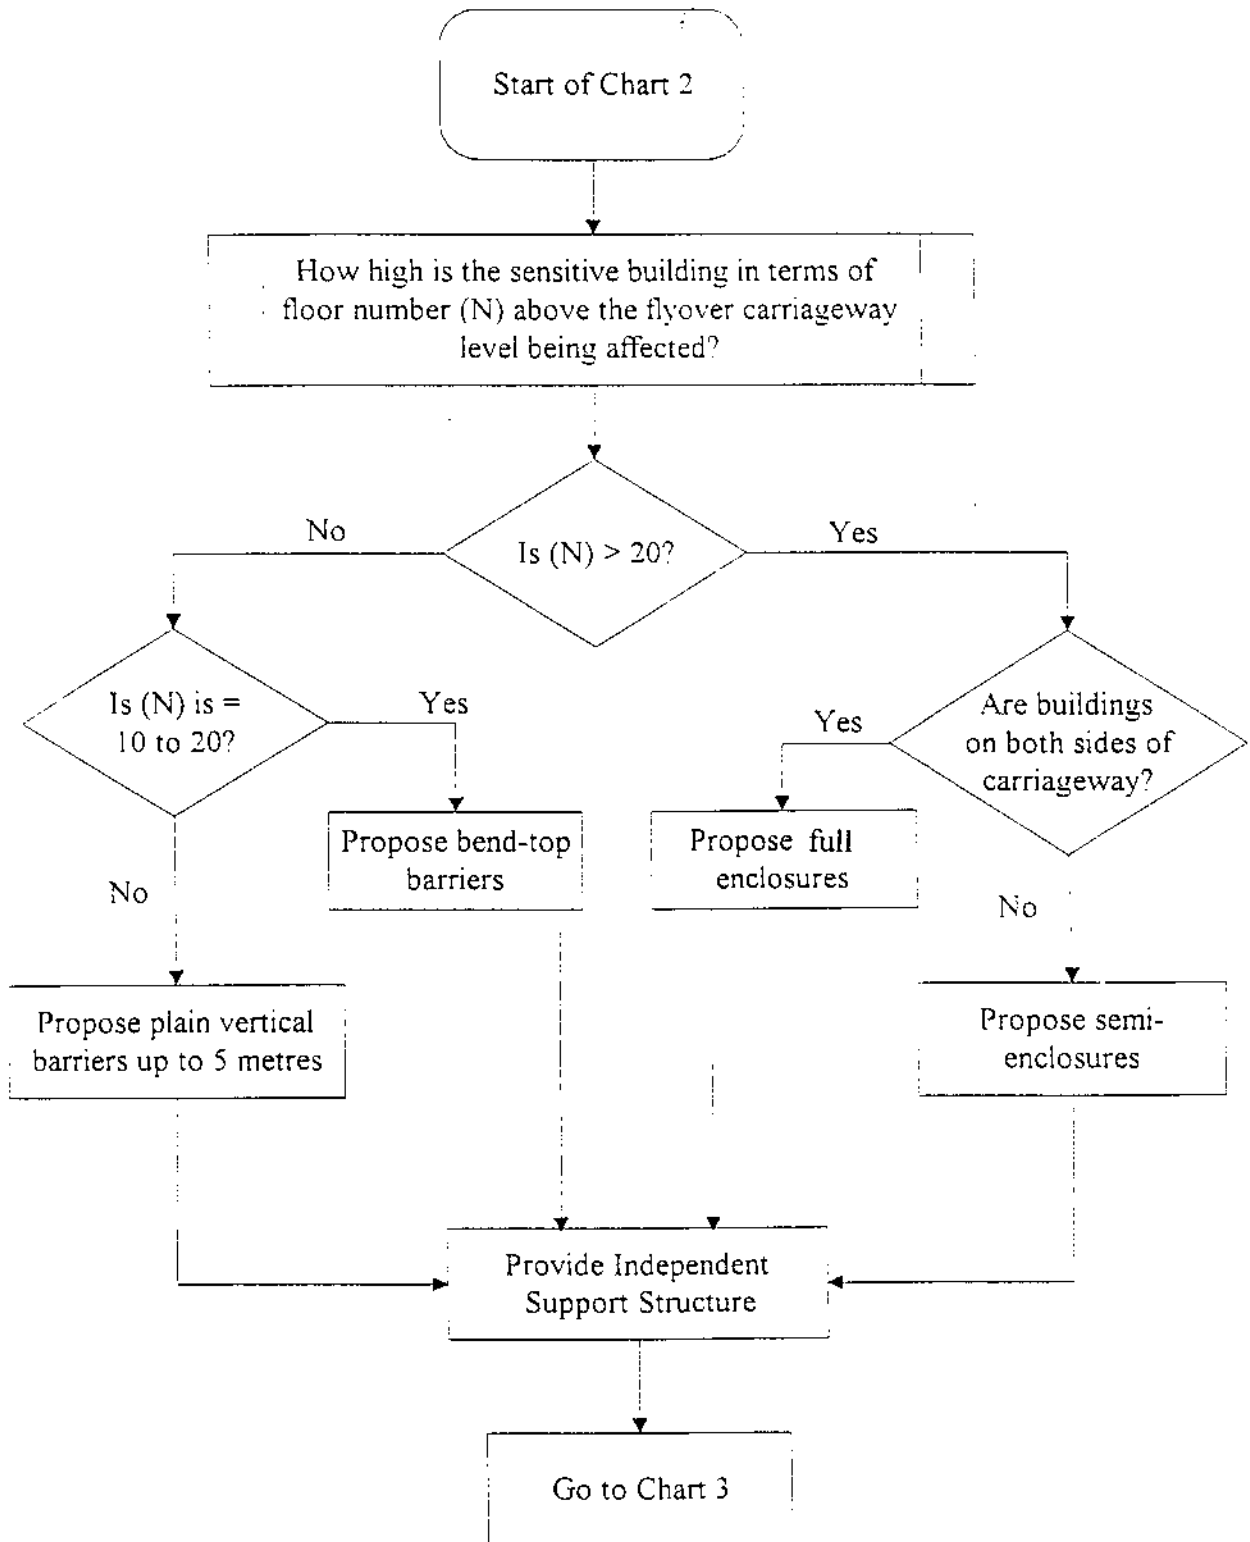 Start of Chart 2
How high is the sensitive building in terms of
floor number (N) above the flyover carriageway
level being affected?
No
Is (N) > 20?
Yes
Is (N) is =
10 to 20?
Yes
Yes
Are buildings
on both sides of
carriageway?
Propose bend-top
barriers
Propose full
enclosures
No
No
Propose plain vertical
barriers up to 5 metres
Propose semi-
enclosures
Provide Independent
Support Structure
Go to Chart 3